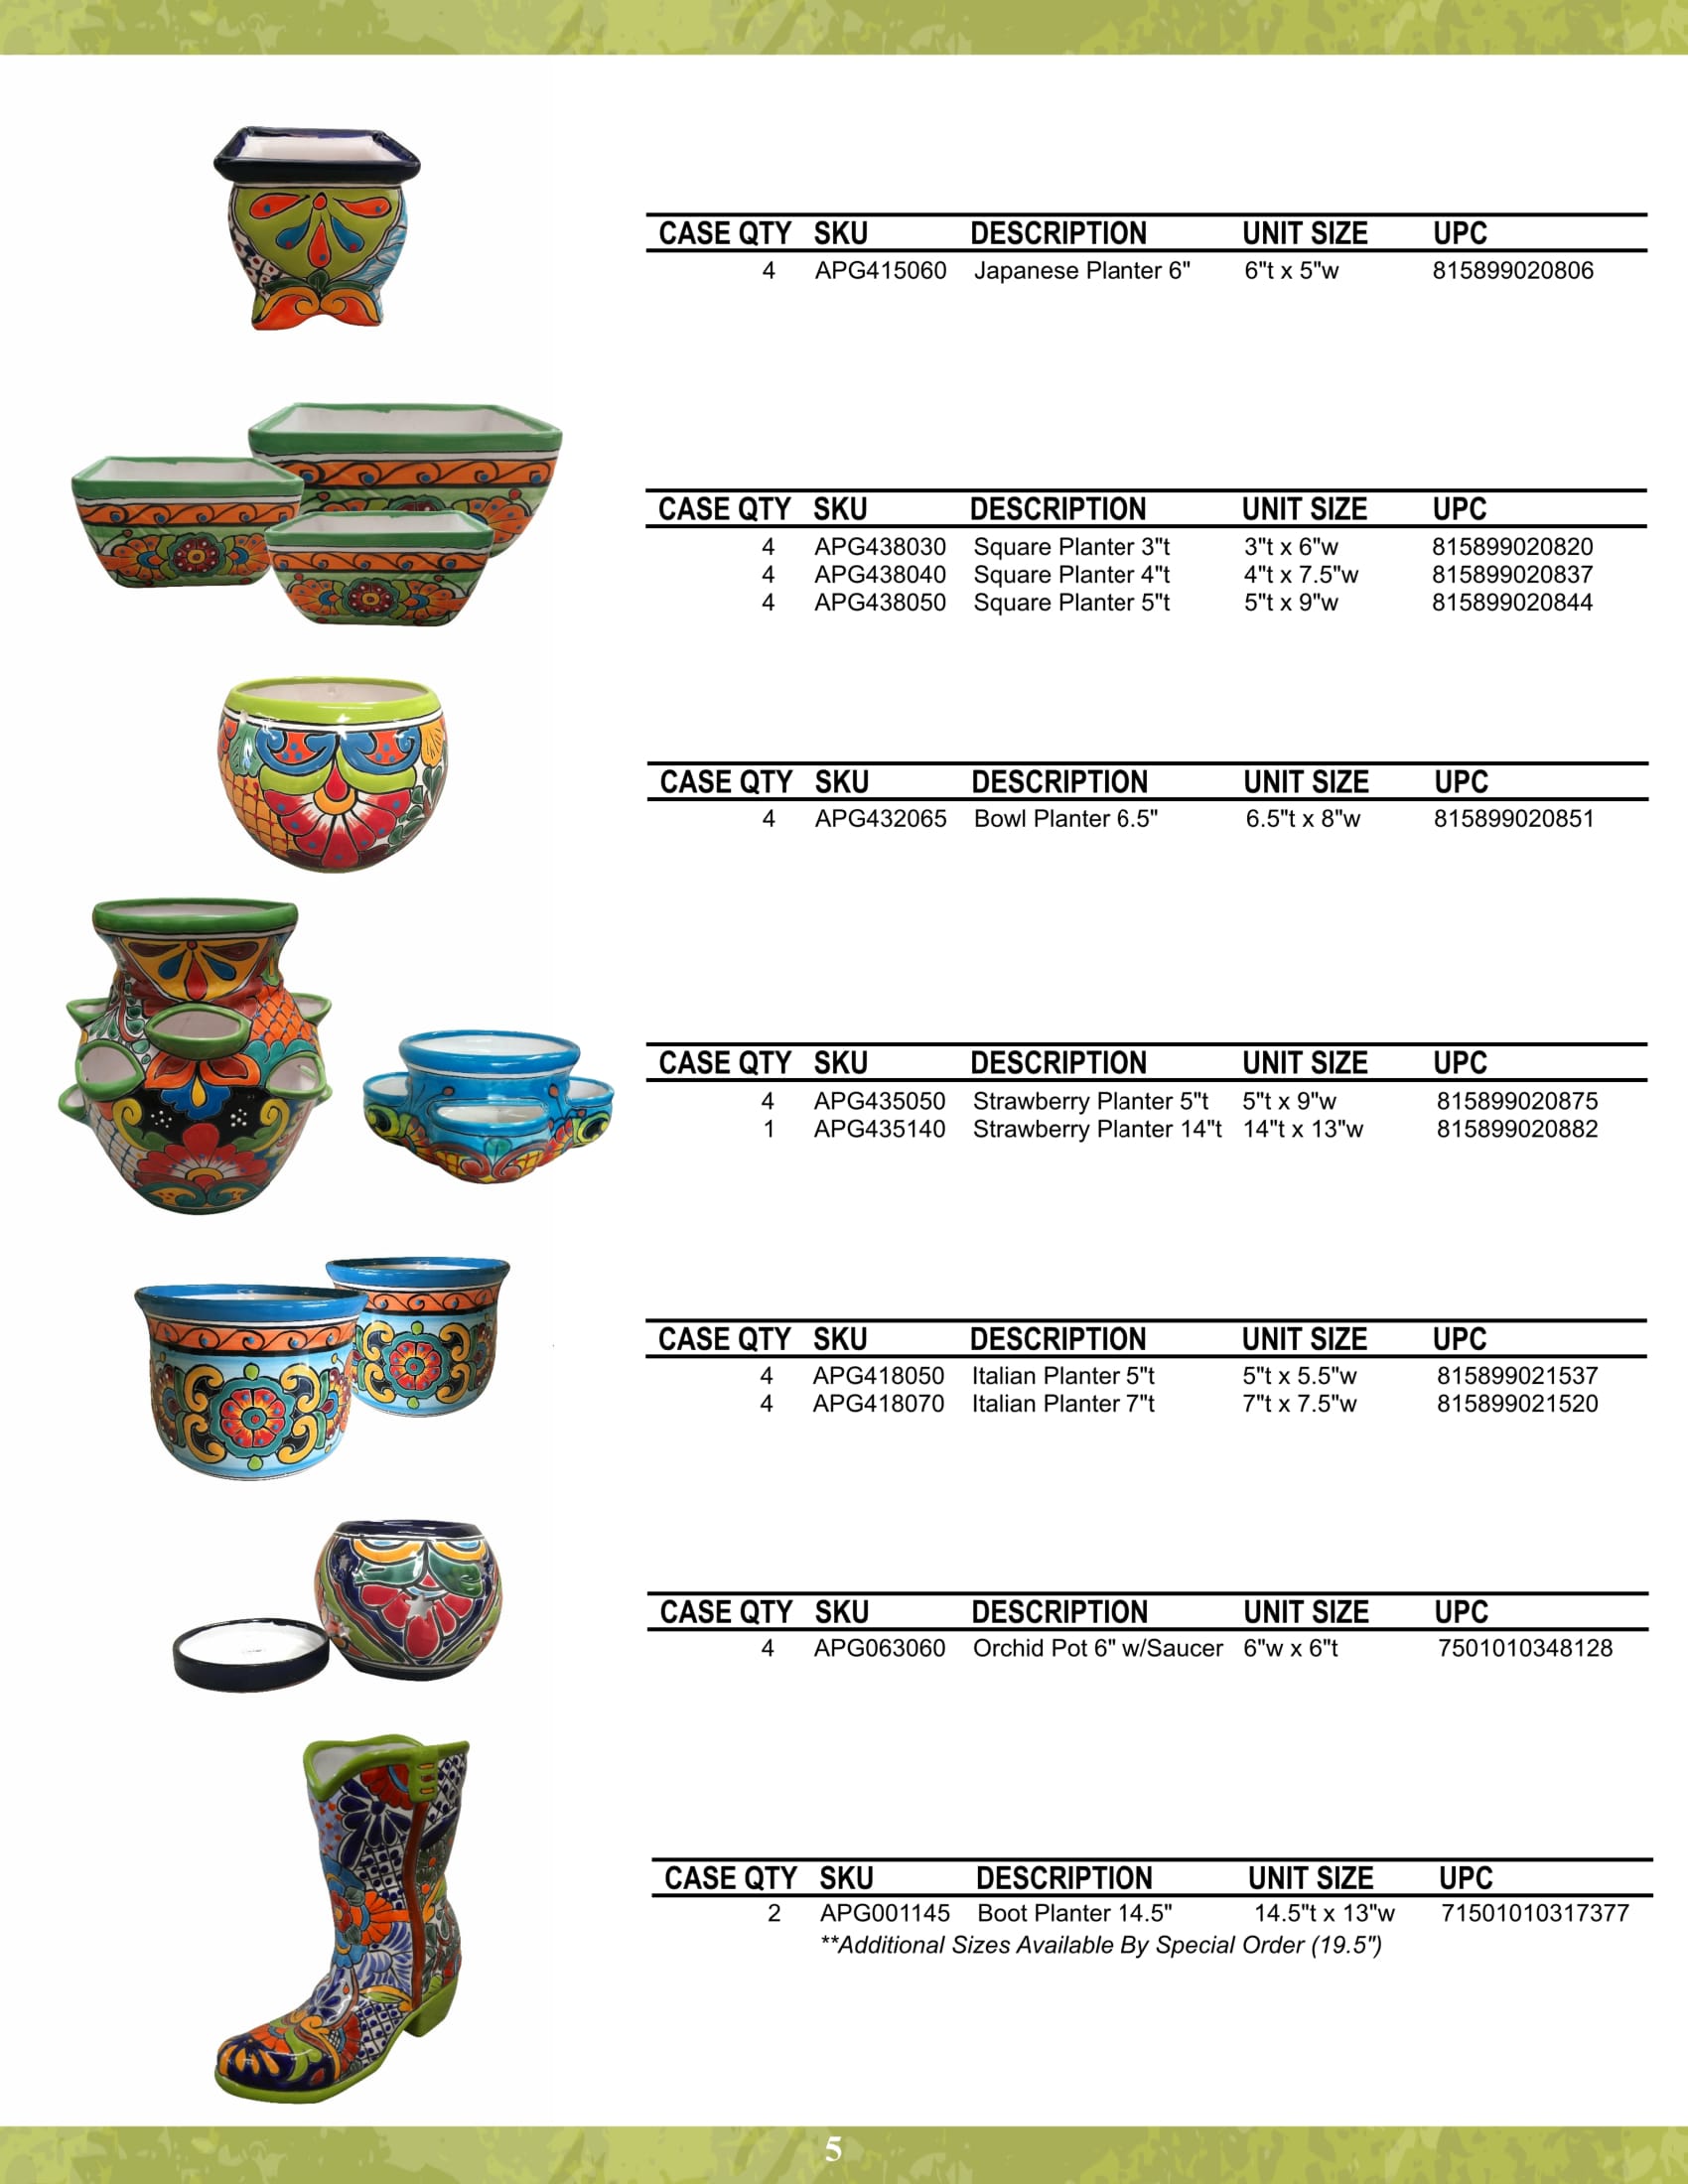 CASE QTY SKU DESCRIPTION UNIT SIZE UPC
4 APG415060 Japanese Planter 6" 6"t x 5"w 815899020806
CASE QTY SKU DESCRIPTION UNIT SIZE UPC
4 APG438030 Square Planter 3"t 3"t x 6"w 815899020820
4 APG438040 Square Planter 4"t 4"t x 7.5"w 815899020837
4 APG438050 Square Planter 5"t 5"t x 9"w 815899020844
CASE QTY SKU DESCRIPTION UNIT SIZE UPC
4 APG432065 Bowl Planter 6.5" 6.5"t x 8"w 815899020851
CASE QTY SKU DESCRIPTION UNIT SIZE UPC
4 APG435050 Strawberry Planter 5"t 5"t x 9"w 815899020875
1 APG435140 Strawberry Planter 14"t 14"t x 13"w 815899020882
CASE QTY SKU DESCRIPTION UNIT SIZE UPC
4 APG418050 Italian Planter 5"t 5"t x 5.5"w 815899021537
4 APG418070 Italian Planter 7"t 7"t x 7.5"w 815899021520
CASE QTY SKU DESCRIPTION UNIT SIZE UPC
4 APG063060 Orchid Pot 6" w/Saucer 6"w x 6"t 7501010348128
CASE QTY SKU DESCRIPTION UNIT SIZE UPC
2 APG001145 Boot Planter 14.5" 14.5"t x 13"w 71501010317377
**Additional Sizes Available By Special Order (19.5")
5